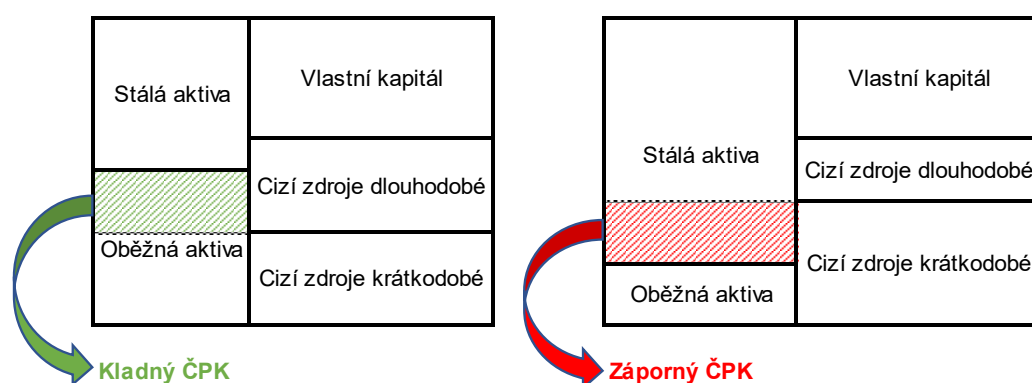 Stálá aktiva
Vlastní kapitál
Cizí zdroje dlouhodobé
Oběžná aktiva
Cizí zdroje krátkodobé
Kladný ČPK
Stálá aktiva
Vlastní kapitál
Cizí zdroje dlouhodobé
Cizí zdroje krátkodobé
Oběžná aktiva
Záporný ČPK